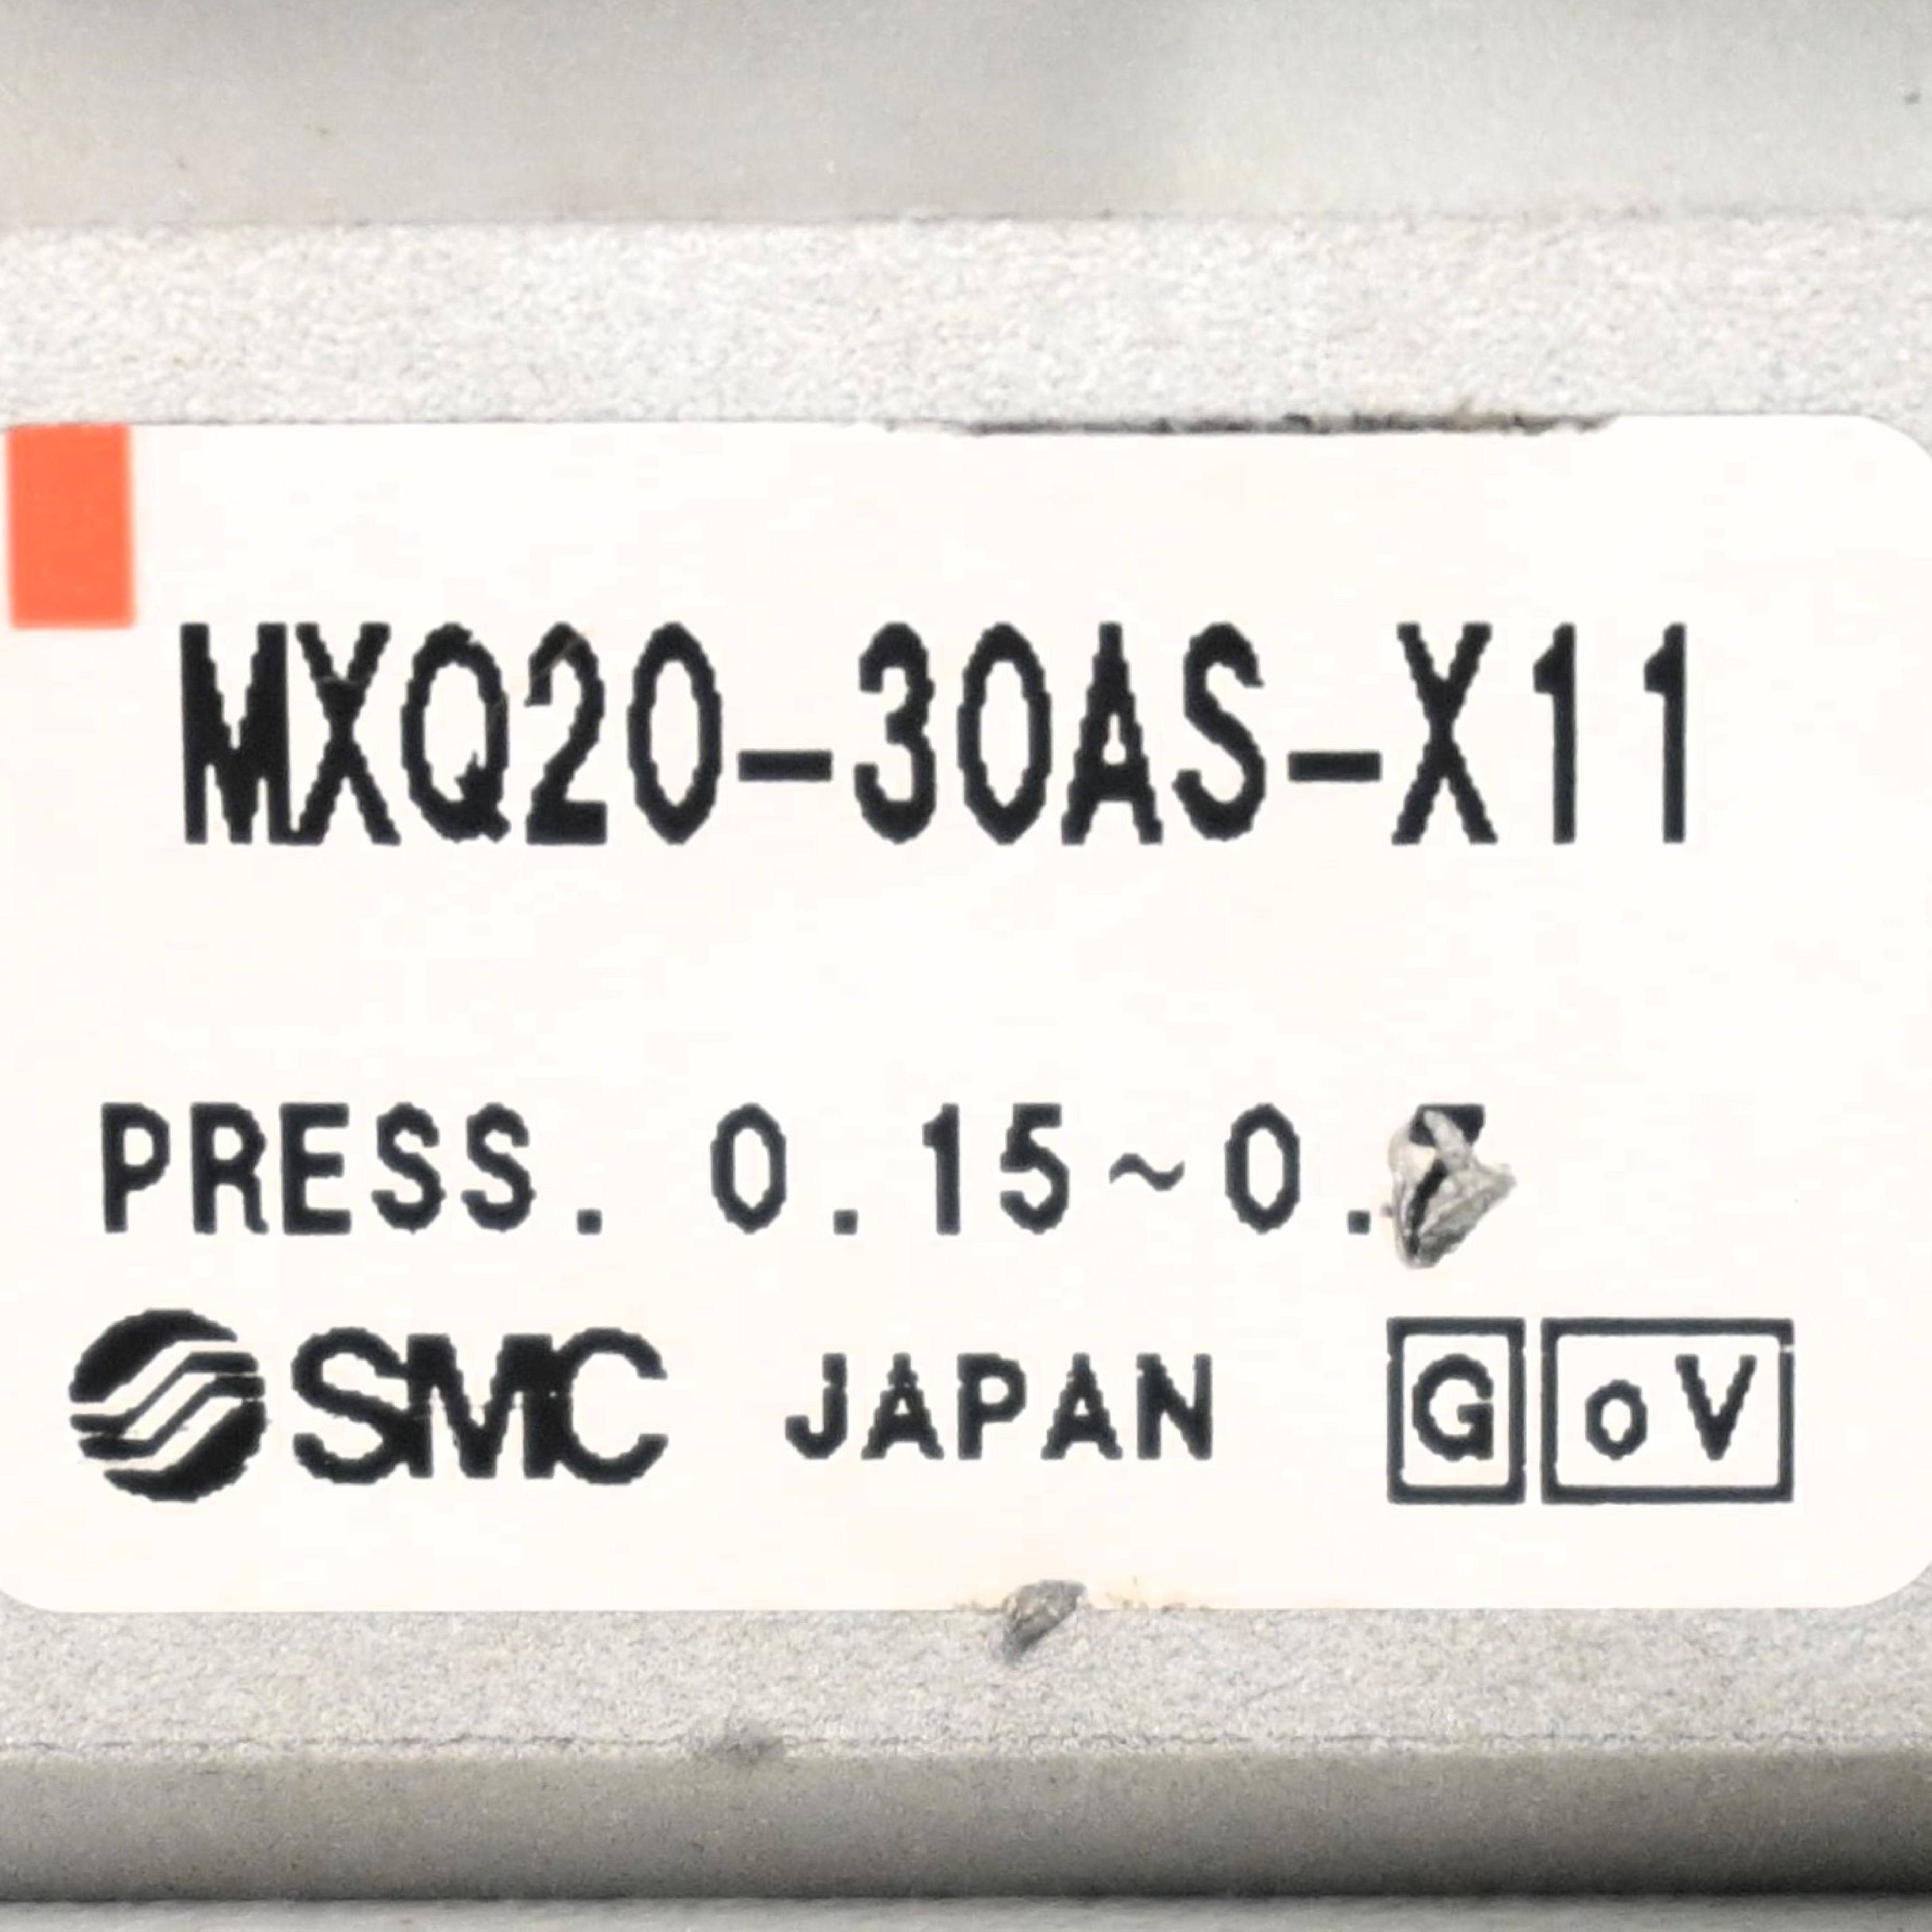 MXQ20-30AS-X11
PRESS. 0.15~0.
SMC JAPAN G oV